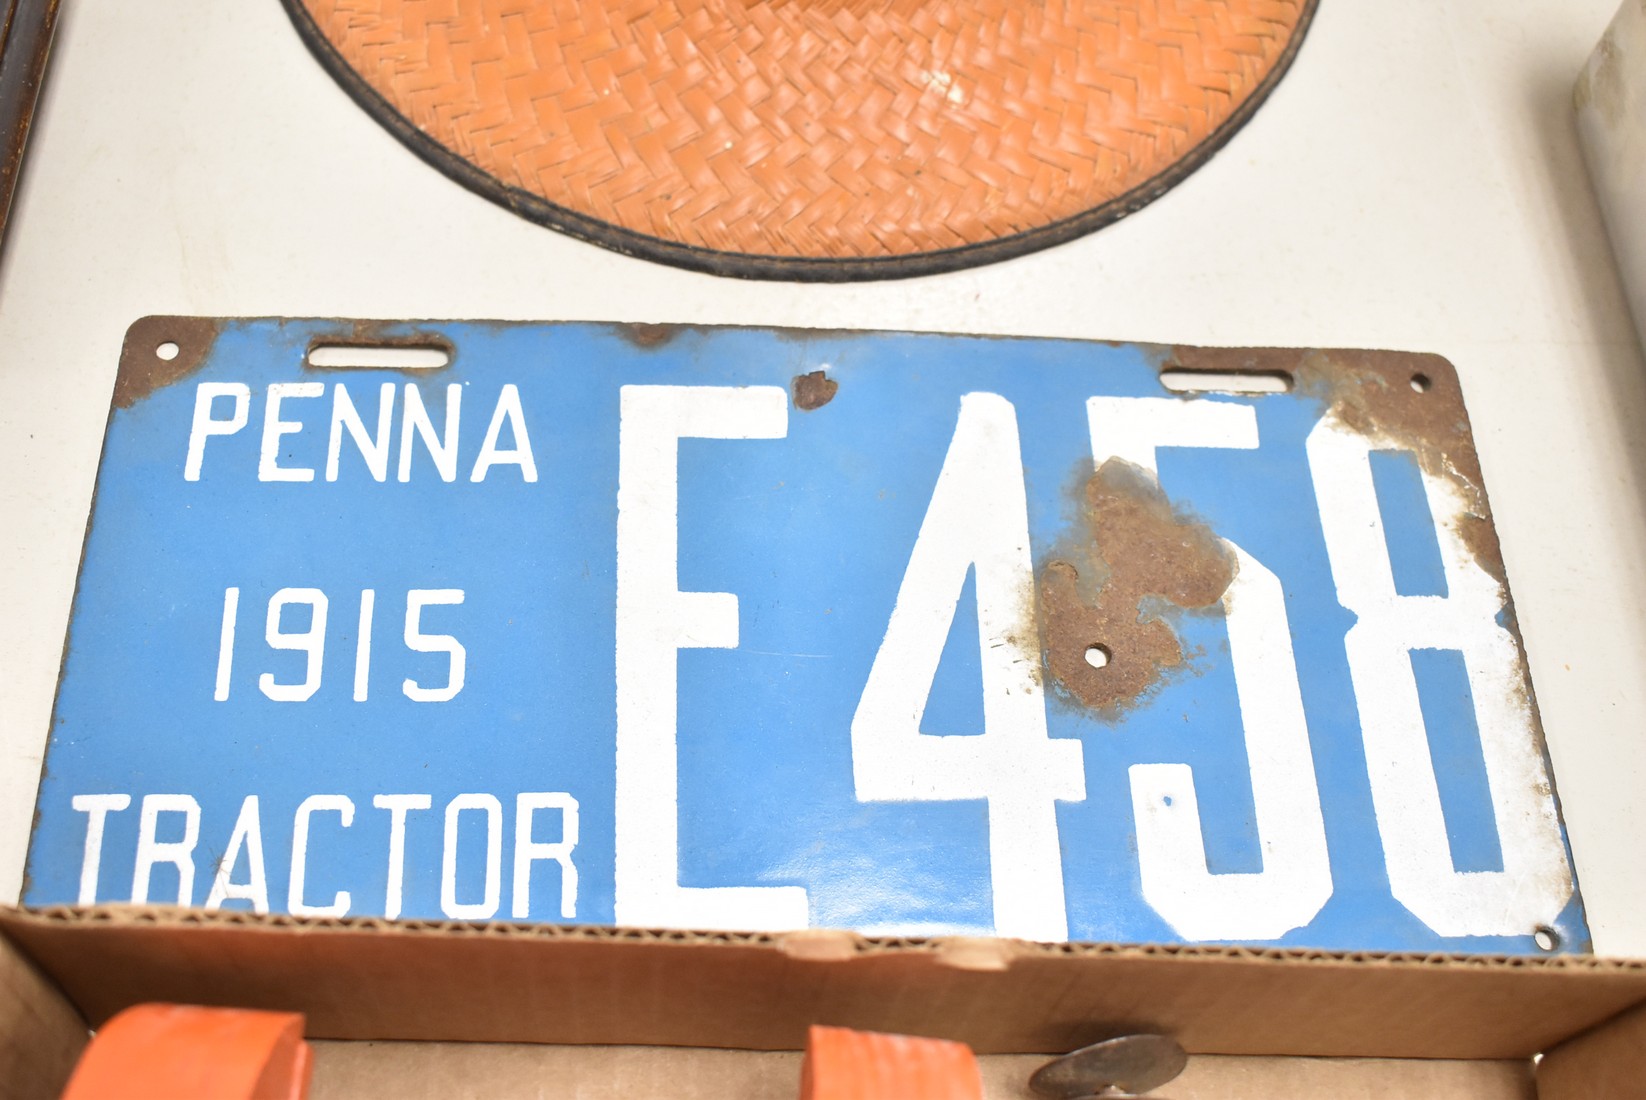 PENNA
1915
TRACTOR
E458